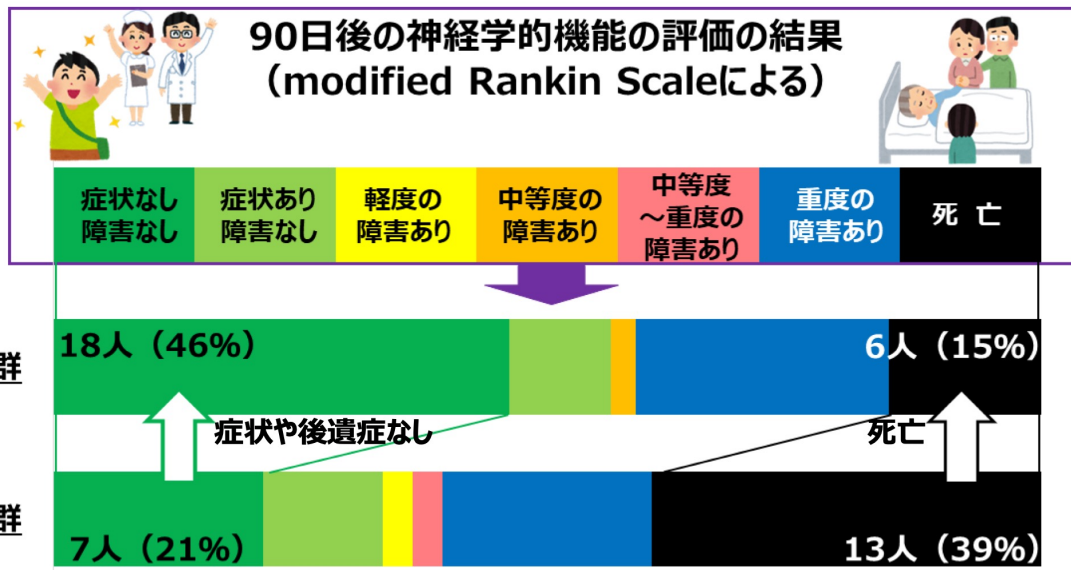 90日後の神経学的機能の評価の結果
（modified Rankin Scaleによる）
症状なし
障害なし
症状あり
障害なし
軽度の
障害あり
中等度の
障害あり
中等度
～重度の
障害あり
重度の
障害あり
死 亡
群
18人（46%）
6人（15%）
症状や後遺症なし
死亡
群
7人（21%）
13人（39%）